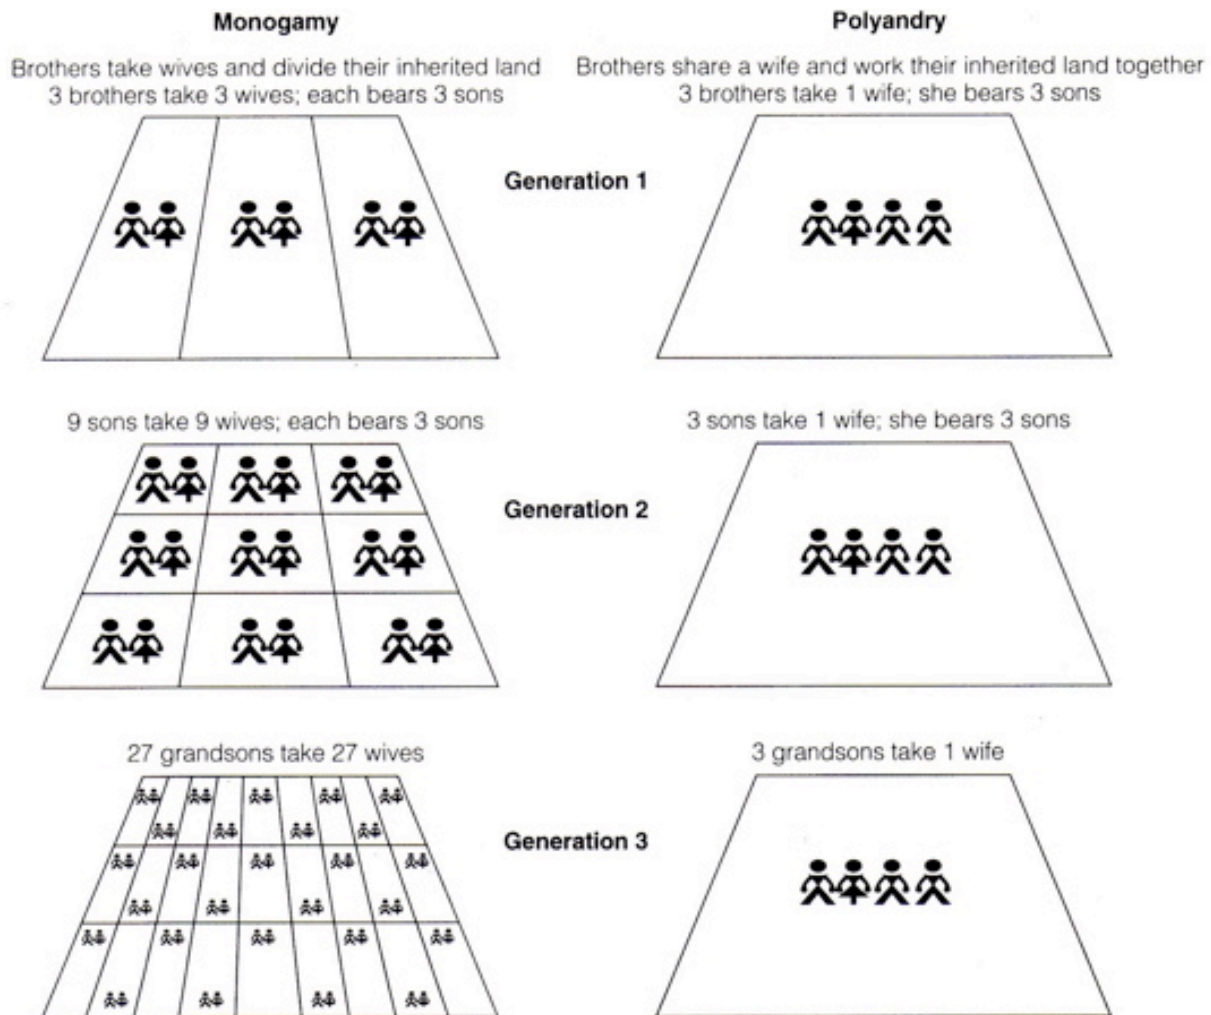 Monogamy
Brothers take wives and divide their inherited land
3 brothers take 3 wives; each bears 3 sons
Polyandry
Brothers share a wife and work their inherited land together
3 brothers take 1 wife; she bears 3 sons
Generation 1
9 sons take 9 wives; each bears 3 sons
3 sons take 1 wife; she bears 3 sons
Generation 2
27 grandsons take 27 wives
3 grandsons take 1 wife
Generation 3